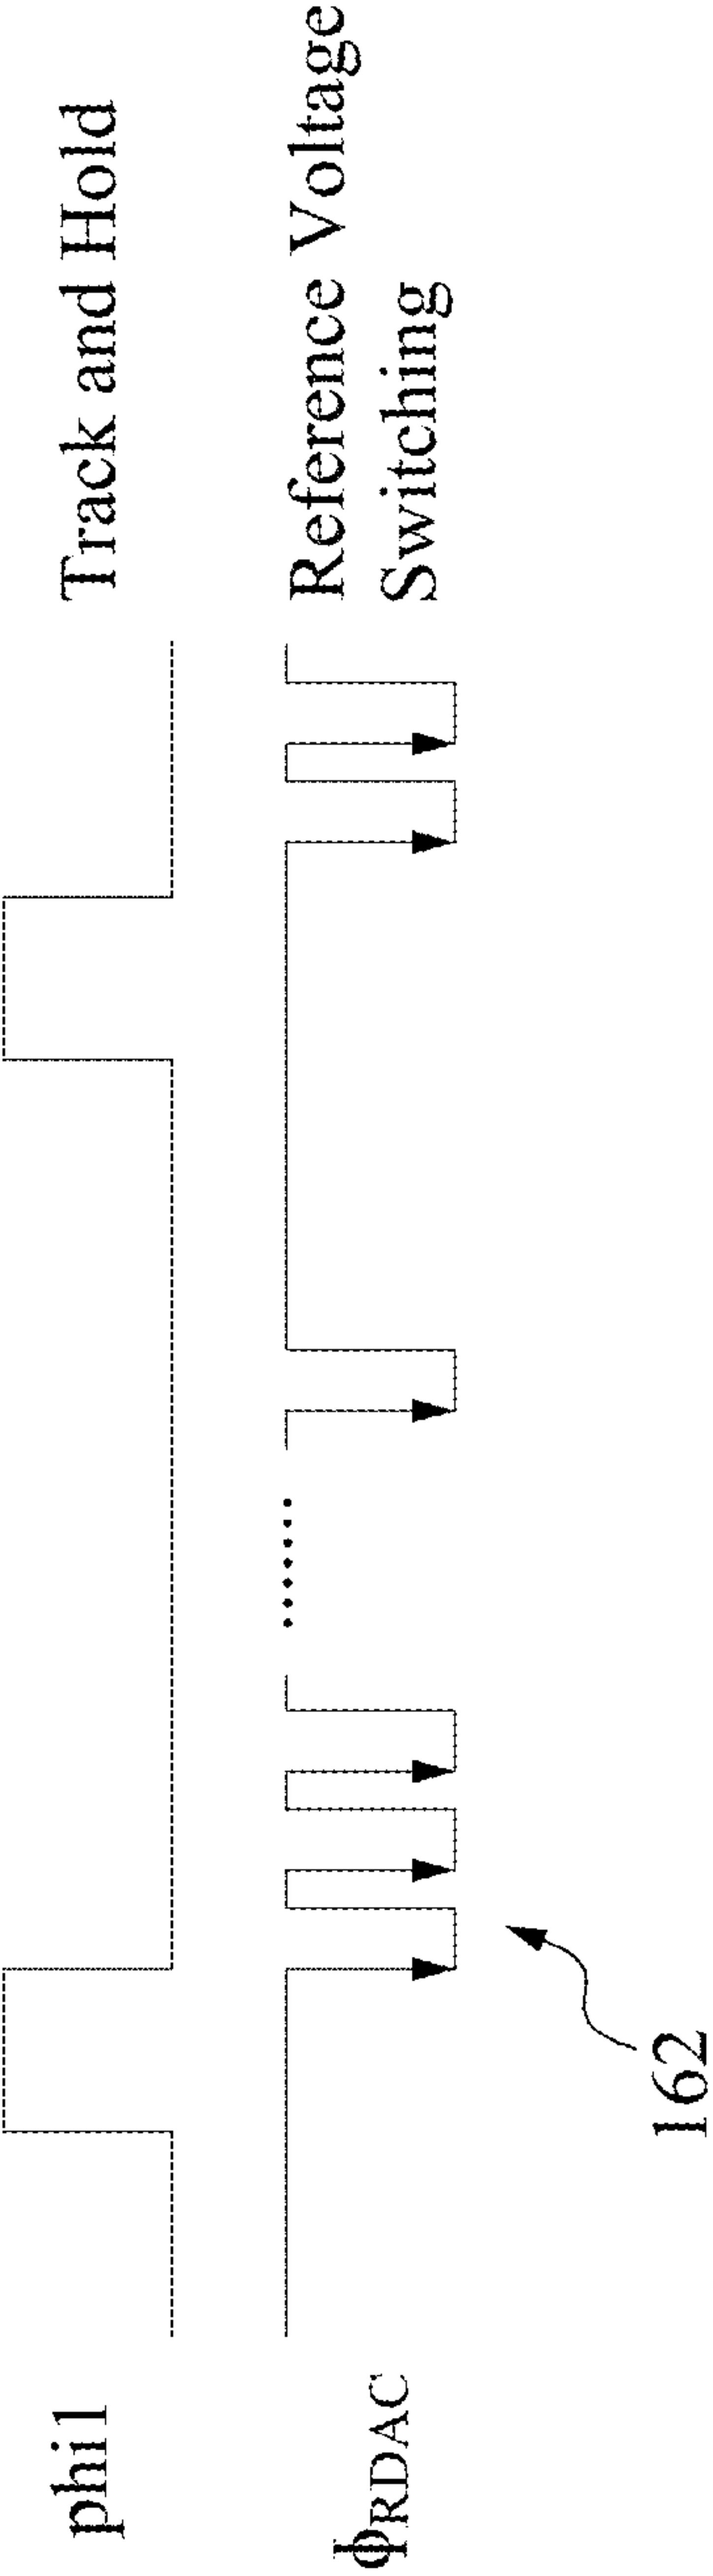 phi1
Track and Hold
ϕRDAC
.......
Reference Voltage
Switching
162